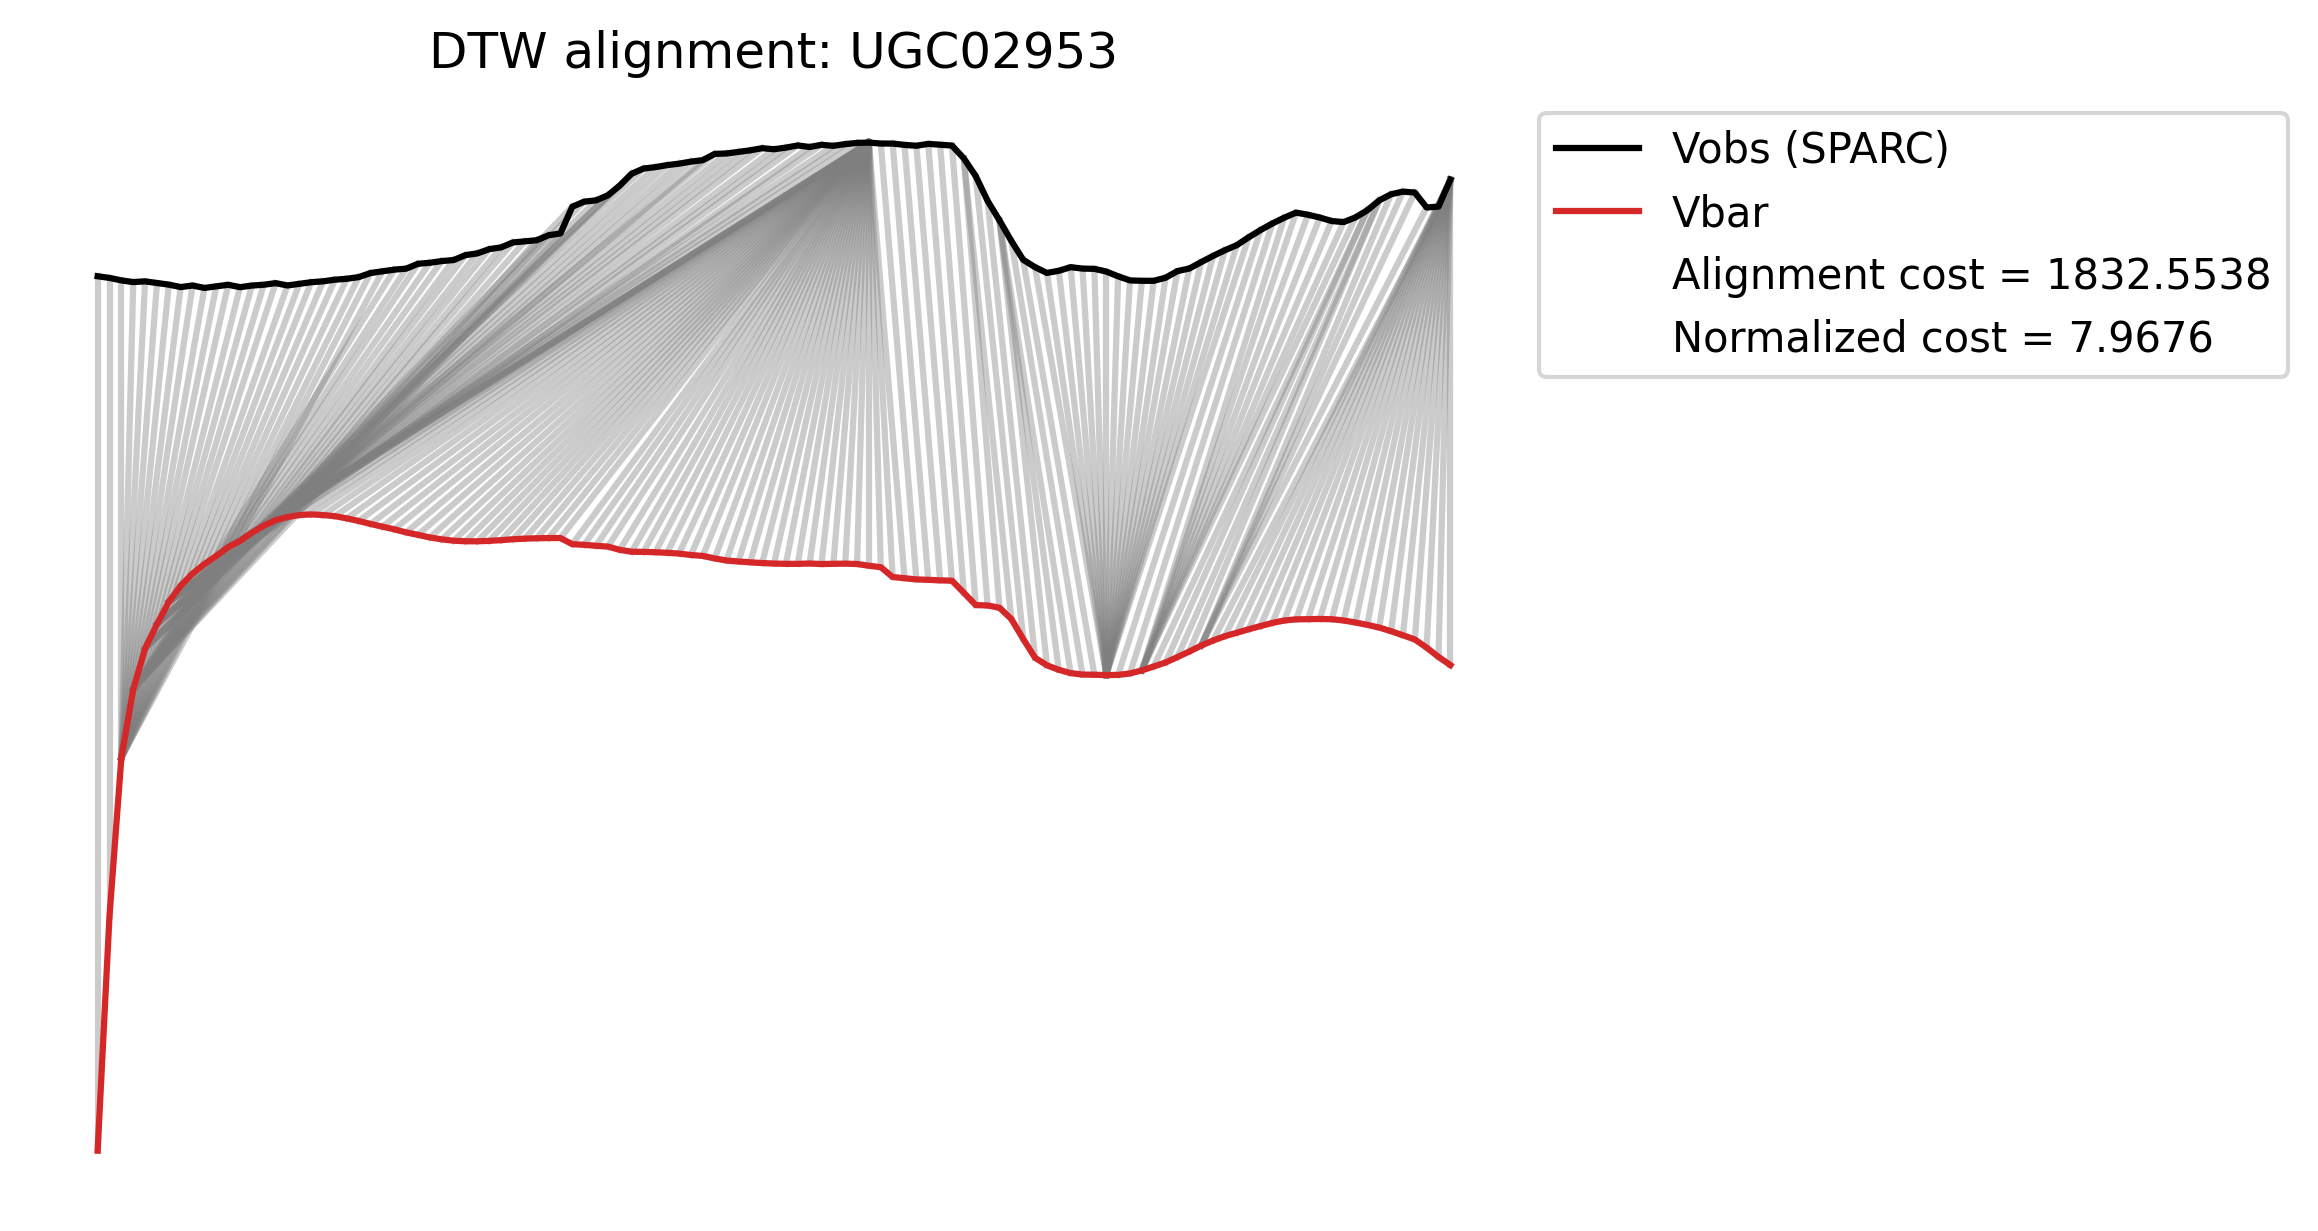 DTW alignment: UGC02953
Vobs (SPARC)
Vbar
Alignment cost = 1832.5538
Normalized cost = 7.9676